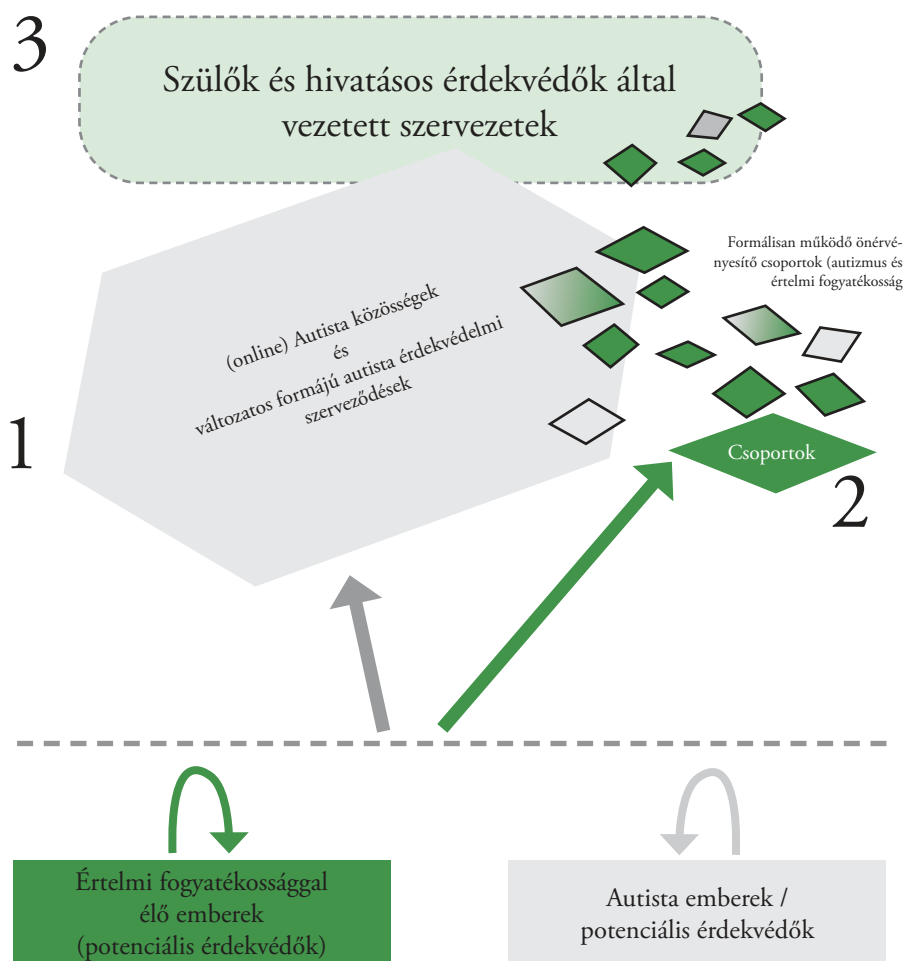 3
Szülők és hivatásos érdekvédők által
vezetett szervezetek
Formálisan működő önérvé-
nyesítő csoportok (autizmus és
értelmi fogyatékosság
(online) Autista közösségek
és
változatos formájú autista érdekvédelmi
szerveződések
1
Csoportok
2
Értelmi fogyatékossággal
élő emberek
(potenciális érdekvédők)
Autista emberek /
potenciális érdekvédők